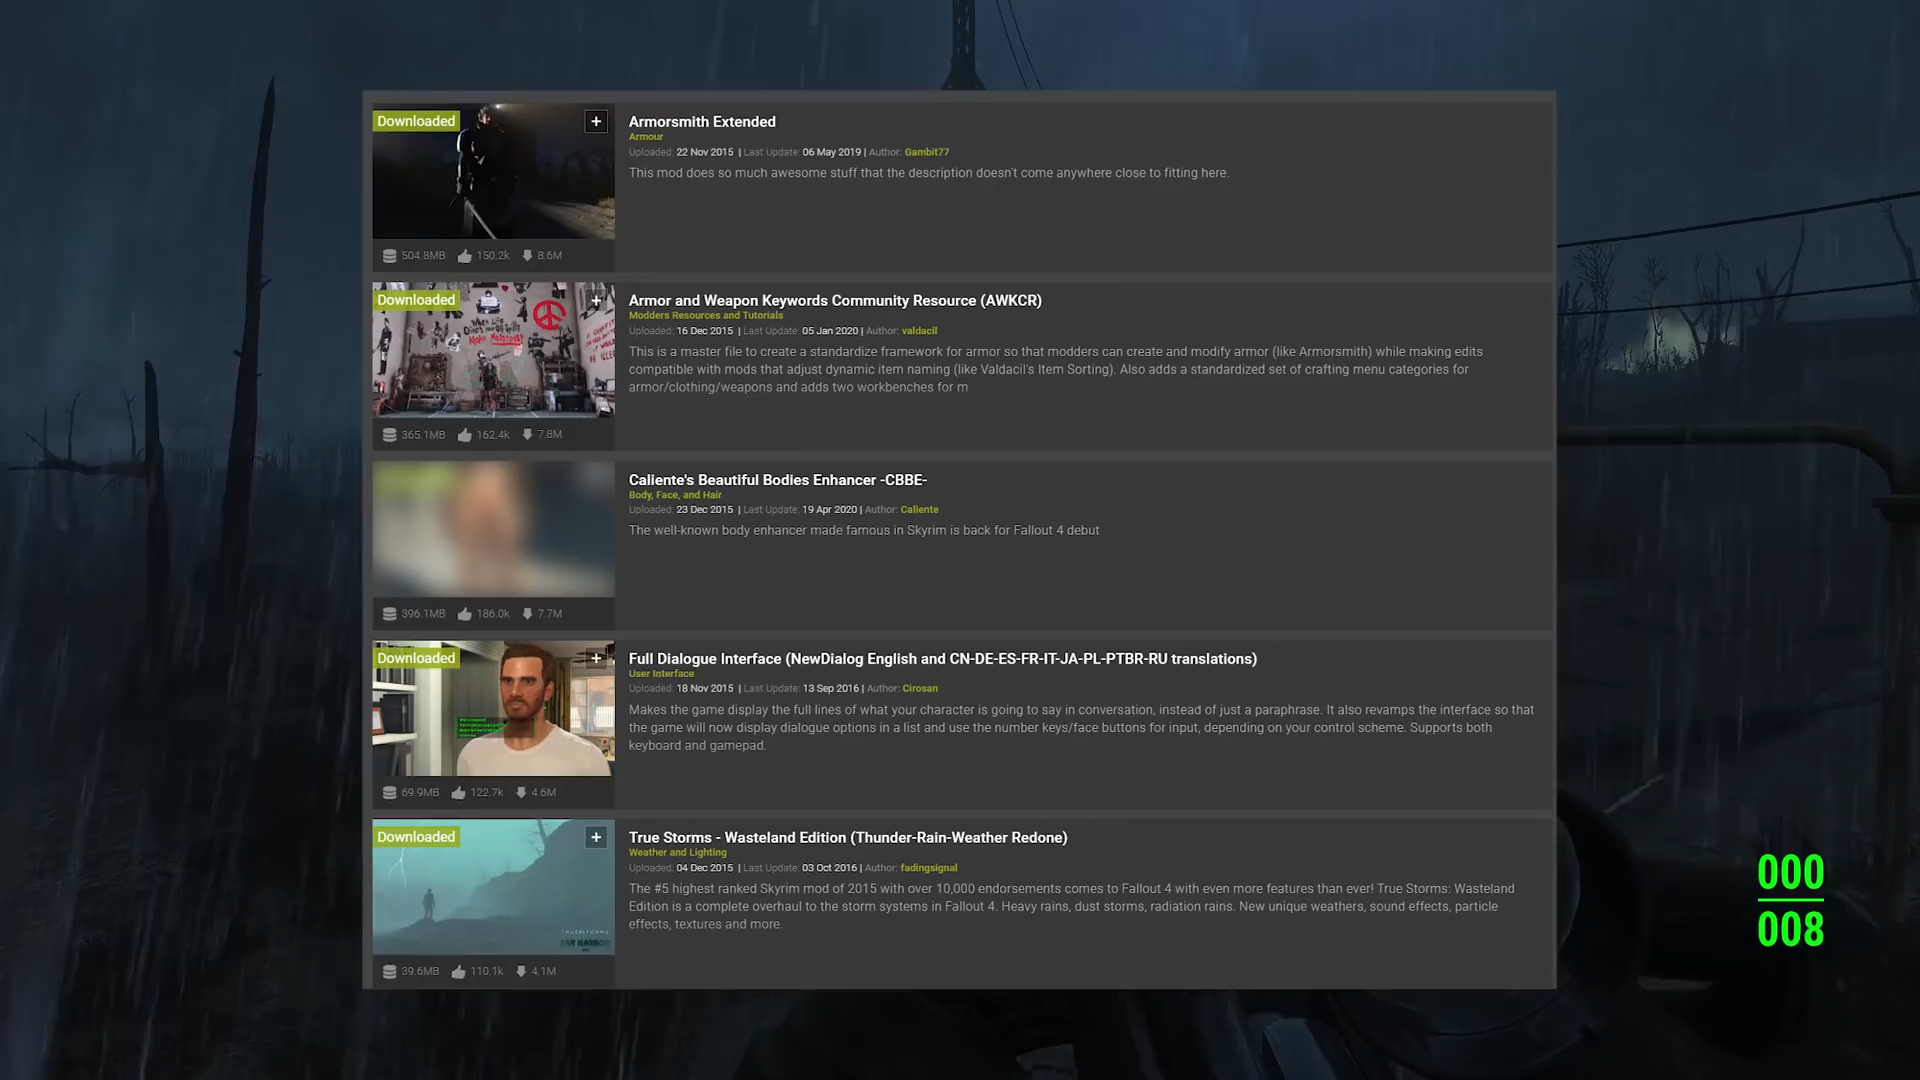 Downloaded
+
Armorsmith Extended
Armour
Uploaded: 22 Nov 2015 | Last Update: 06 May 2019 | Author: Gambit77
This mod does so much awesome stuff that the description doesn't come anywhere close to fitting here.
504.8MB 150.2k 8.6M
Downloaded
+
When Life
Make Molotovs!
Armor and Weapon Keywords Community Resource (AWKCR)
Modders Resources and Tutorials
Uploaded: 16 Dec 2015 | Last Update: 05 Jan 2020 | Author: valdacil
This is a master file to create a standardize framework for armor so that modders can create and modify armor (like Armorsmith) while making edits
compatible with mods that adjust dynamic item naming (like Valdacil's Item Sorting). Also adds a standardized set of crafting menu categories for
armor/clothing/weapons and adds two workbenches for m
365.1MB 162.4k 7.8M
Caliente's Beautiful Bodies Enhancer -CBBE-
Body, Face, and Hair
Uploaded: 23 Dec 2015 | Last Update: 19 Apr 2020 | Author: Caliente
The well-known body enhancer made famous in Skyrim is back for Fallout 4 debut
396.1MB 186.0k 7.7M
Downloaded
+
Full Dialogue Interface (NewDialog English and CN-DE-ES-FR-IT-JA-PL-PTBR-RU translations)
User Interface
Uploaded: 18 Nov 2015 | Last Update: 13 Sep 2016 | Author: Cirosan
Makes the game display the full lines of what your character is going to say in conversation, instead of just a paraphrase. It also revamps the interface so that
the game will now display dialogue options in a list and use the number keys/face buttons for input, depending on your control scheme. Supports both
keyboard and gamepad.
69.9MB 122.7k 4.6M
Downloaded
+
TRUE STORMS
FAR HARBOR
True Storms - Wasteland Edition (Thunder-Rain-Weather Redone)
Weather and Lighting
Uploaded: 04 Dec 2015 | Last Update: 03 Oct 2016 | Author: fadingsignal
The #5 highest ranked Skyrim mod of 2015 with over 10,000 endorsements comes to Fallout 4 with even more features than ever! True Storms: Wasteland
Edition is a complete overhaul to the storm systems in Fallout 4. Heavy rains, dust storms, radiation rains. New unique weathers, sound effects, particle
effects, textures and more.
39.6MB 110.1k 4.1M
000
008